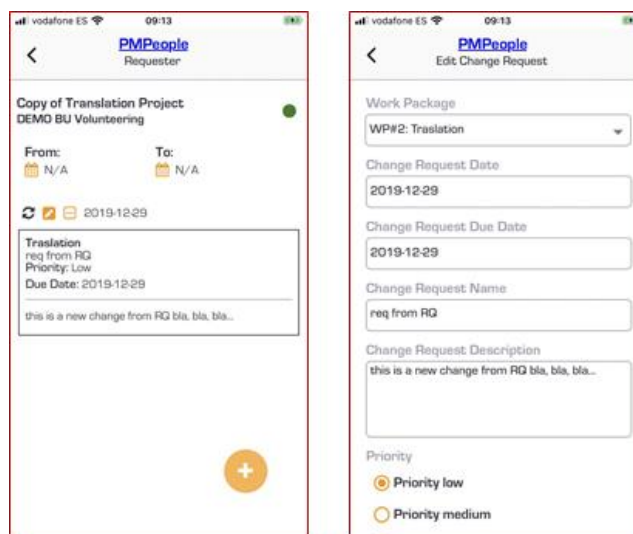 vodafone ES 09:13
PMPeople
Requester
Copy of Translation Project
DEMO BU Volunteering
From: To:
N/A N/A
2019-12-29
Traslation
req from RQ
Priority: Low
Due Date: 2019-12-29
this is a new change from RQ bla, bla, bla...
vodafone ES 09:13
PMPeople
Edit Change Request
Work Package
WP#2: Traslation
Change Request Date
2019-12-29
Change Request Due Date
2019-12-29
Change Request Name
req from RQ
Change Request Description
this is a new change from RQ bla, bla, bla...
Priority
Priority low
Priority medium